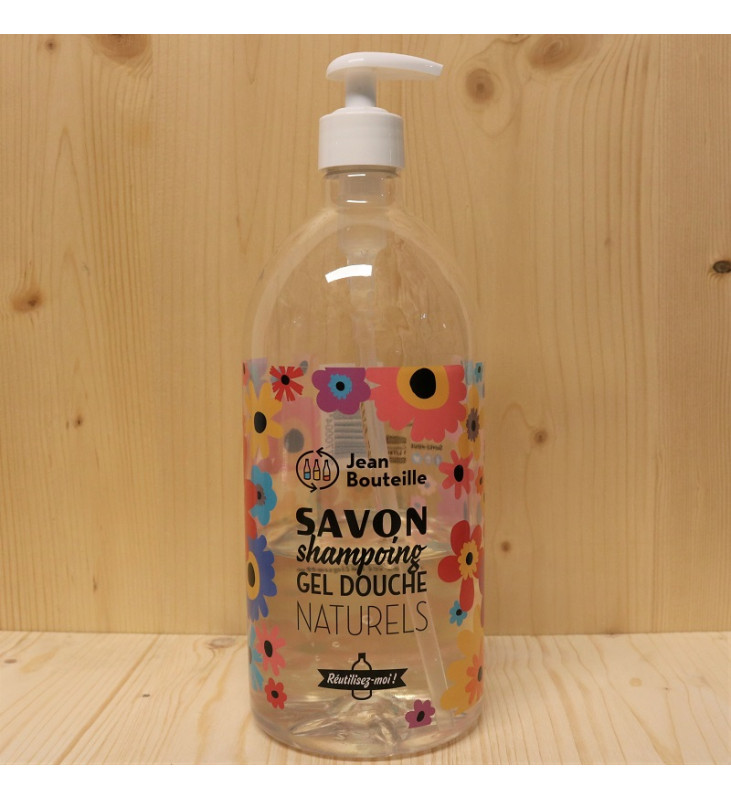 Jean
Bouteille
SAVON
shampoing
GEL DOUCHE
NATURELS
Réutilisez-moi !